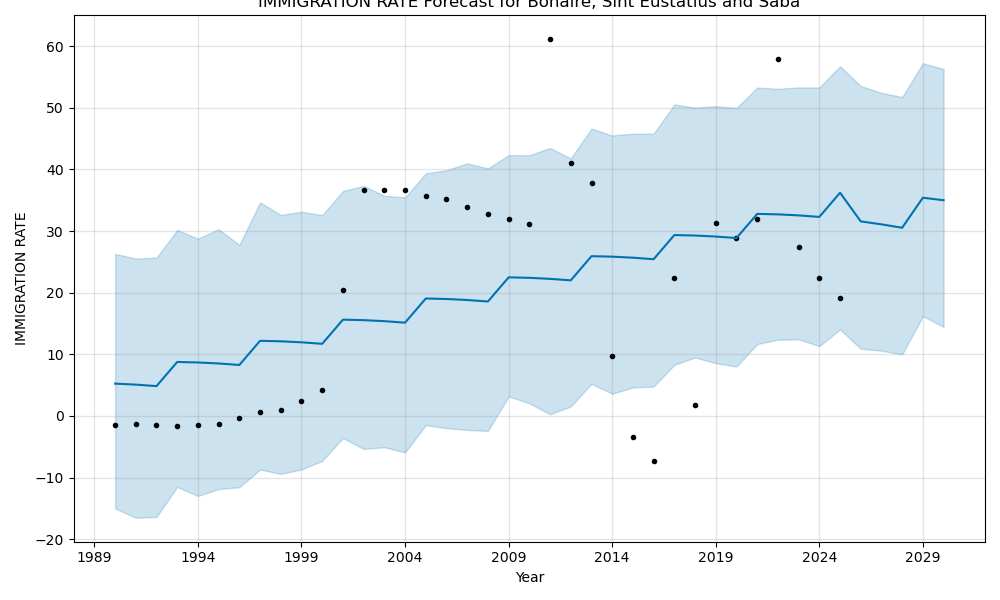 IMMIGRATION RATE Forecast for Bonaire, Sint Eustatius and Saba
60
50
40
30
20
10
0
−10
−20
IMMIGRATION RATE
1989 1994 1999 2004 2009 2014 2019 2024 2029
Year